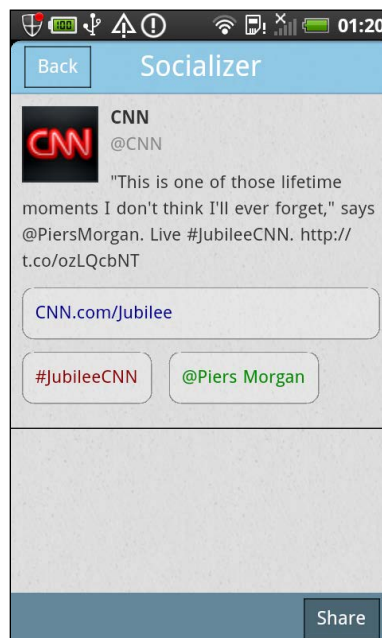 100
01:20
Back
Socializer
CNN
CNN
@CNN
"This is one of those lifetime
moments I don't think I'll ever forget," says
@PiersMorgan. Live #JubileeCNN. http://
t.co/ozLQcbNT
CNN.com/Jubilee
#JubileeCNN
@Piers Morgan
Share